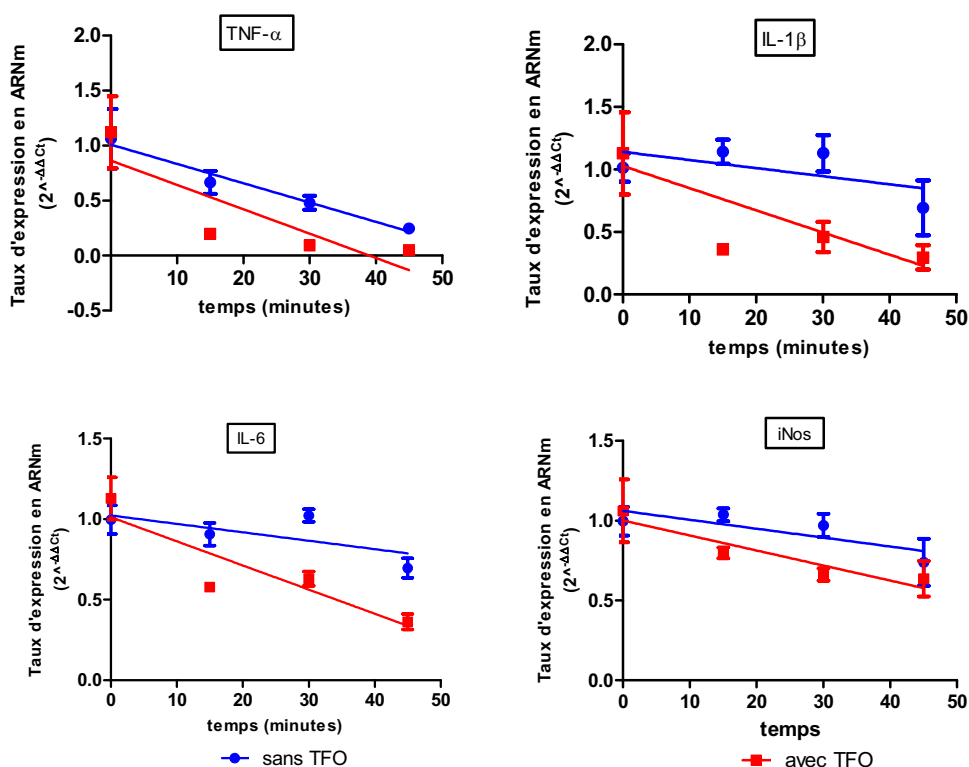 TNF-α
Taux d'expression en ARNm
(2^-ΔΔCt)
2.0
1.5
1.0
0.5
0.0
-0.5
10 20 30 40 50
temps (minutes)
IL-1β
Taux d'expression en ARNm
(2^-ΔΔCt)
2.0
1.5
1.0
0.5
0.0
0 10 20 30 40 50
temps (minutes)
IL-6
Taux d'expression en ARNm
(2^-ΔΔCt)
1.5
1.0
0.5
0.0
0 10 20 30 40 50
temps (minutes)
iNos
Taux d'expression en ARNm
(2^-ΔΔCt)
1.5
1.0
0.5
0.0
0 10 20 30 40 50
temps
sans TFO
avec TFO